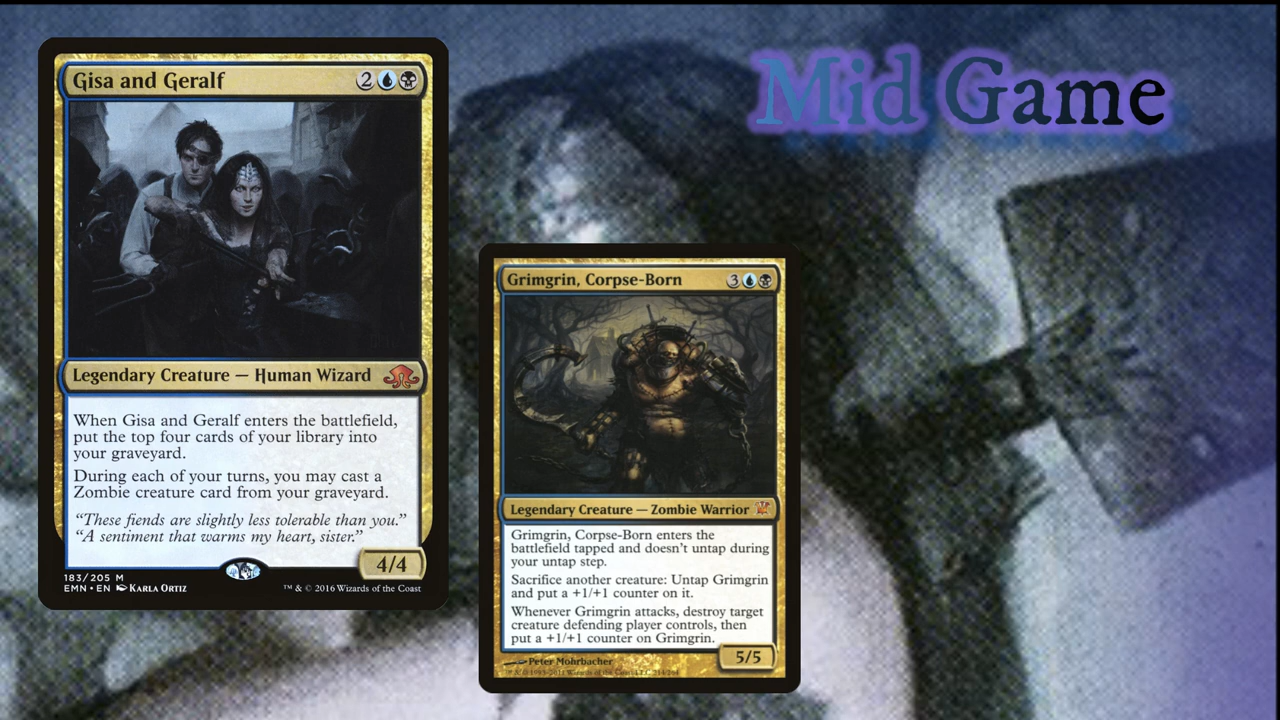 Mid Game
Gisa and Geralf 2
Legendary Creature — Human Wizard
When Gisa and Geralf enters the battlefield,
put the top four cards of your library into
your graveyard.
During each of your turns, you may cast a
Zombie creature card from your graveyard.
“These fiends are slightly less tolerable than you.”
“A sentiment that warms my heart, sister.”
4/4
183/205 M
EMN • EN Karla Ortiz
™ & © 2016 Wizards of the Coast
Grimgrin, Corpse-Born 3
Legendary Creature — Zombie Warrior
Grimgrin, Corpse-Born enters the
battlefield tapped and doesn't untap during
your untap step.
Sacrifice another creature: Untap Grimgrin
and put a +1/+1 counter on it.
Whenever Grimgrin attacks, destroy target
creature defending player controls, then
put a +1/+1 counter on Grimgrin.
Peter Mohrbacher
5/5